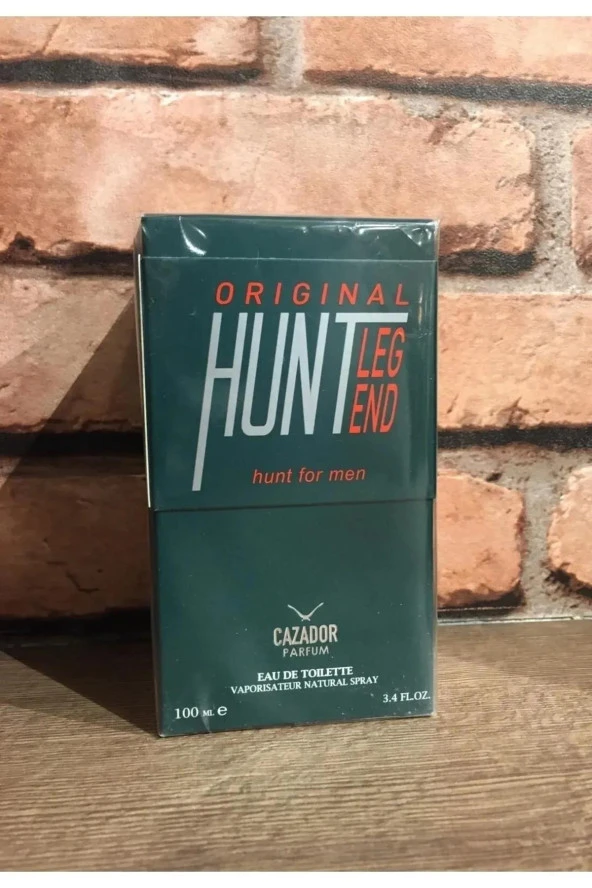 ORIGINAL
HUNT LEG
END
hunt for men
CAZADOR
PARFUM
EAU DE TOILETTE
VAPORISATEUR NATURAL SPRAY
100 ML e
3.4 FL.OZ.